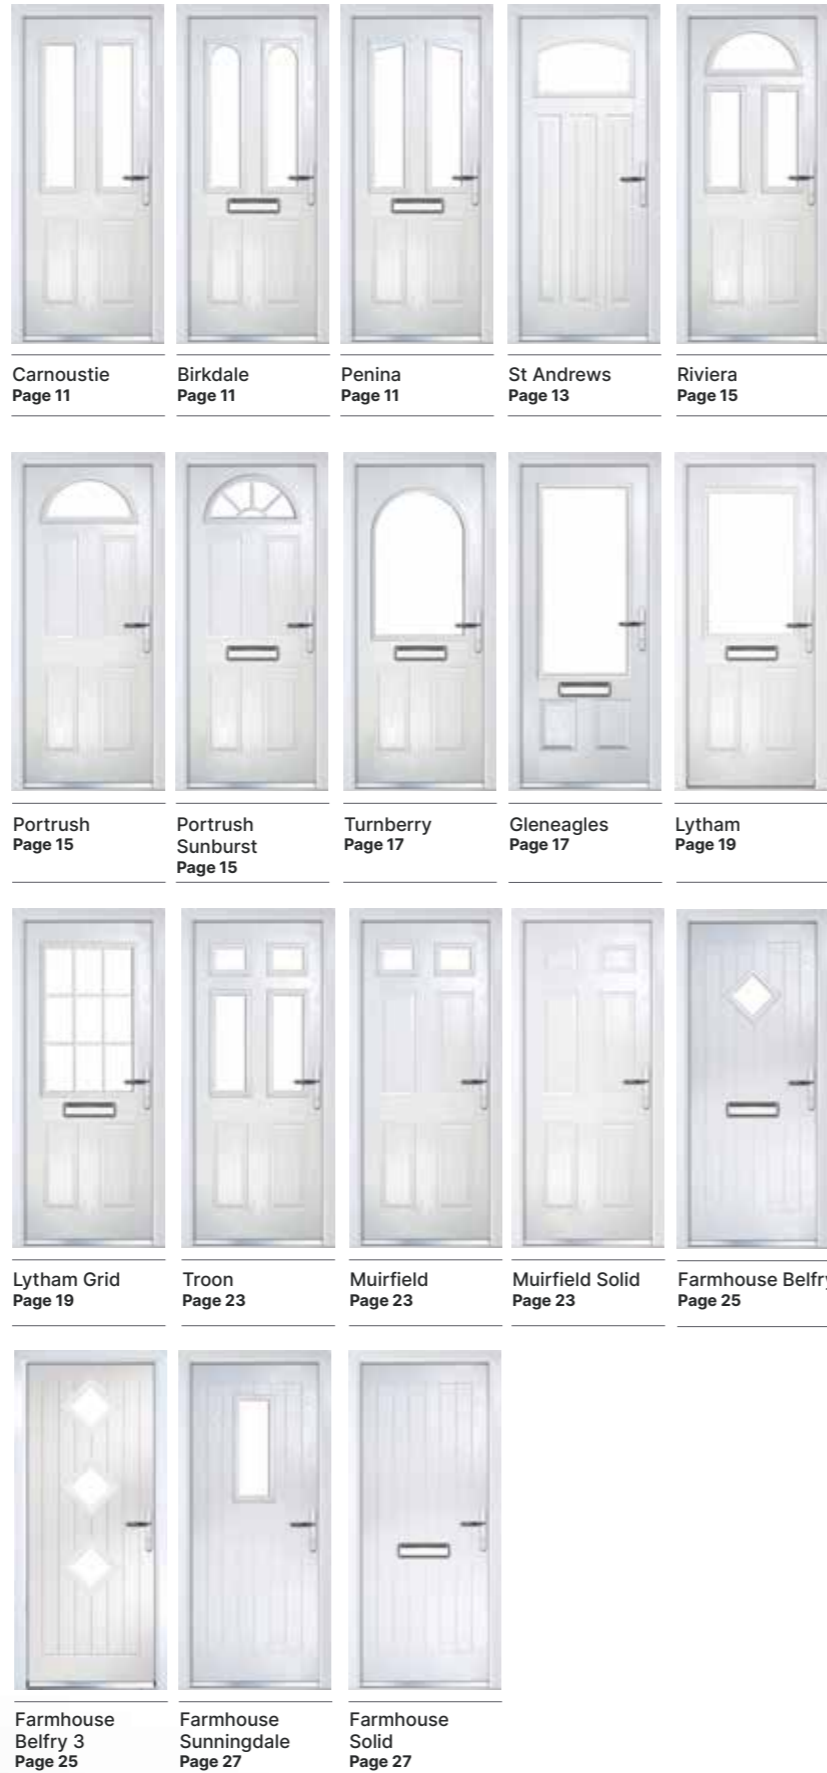 Carnoustie
Page 11
Birkdale
Page 11
Penina
Page 11
St Andrews
Page 13
Riviera
Page 15
Portrush
Page 15
Portrush
Sunburst
Page 15
Turnberry
Page 17
Gleneagles
Page 17
Lytham
Page 19
Lytham Grid
Page 19
Troon
Page 23
Muirfield
Page 23
Muirfield Solid
Page 23
Farmhouse Belfry
Page 25
Farmhouse
Belfry 3
Page 25
Farmhouse
Sunningdale
Page 27
Farmhouse
Solid
Page 27